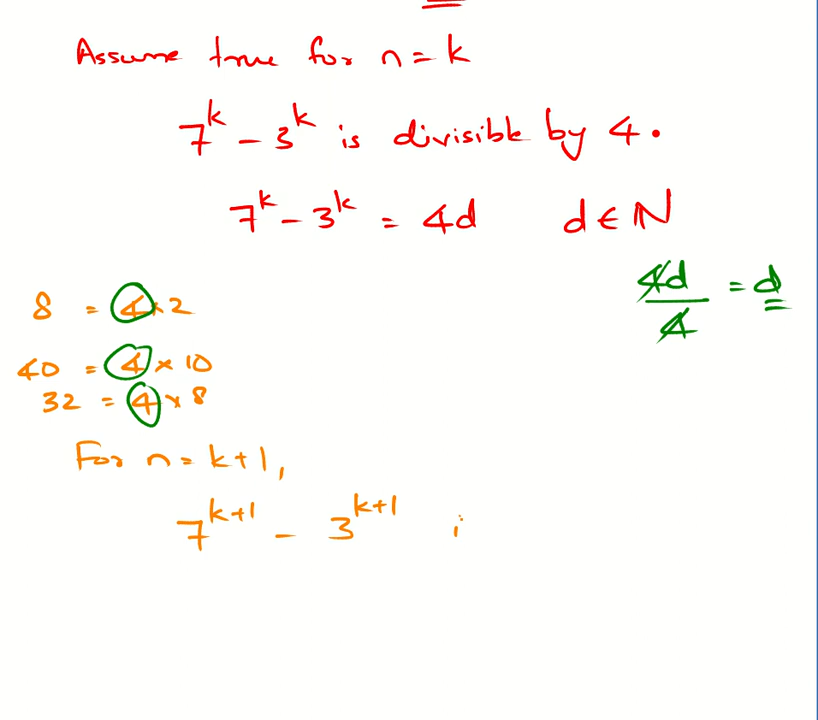 Assume true for n = k
7^k - 3^k is divisible by 4.
7^k - 3^k = 4d d ∈ ℕ
4d/4 = d
8 = 4 × 2
40 = 4 × 10
32 = 4 × 8
For n = k+1,
7^{k+1} - 3^{k+1} i